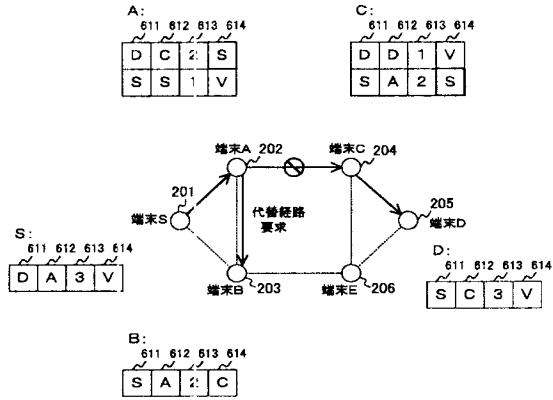 A:
611 612 613 614
D C 2 S
S S 1 V
C:
611 612 613 614
D D 1 V
S A 2 S
端末A 202
端末C 204
201
端末S
代替経路
要求
205
端末D
S:
611 612 613 614
D A 3 V
端末B 203
端末E 206
D:
611 612 613 614
S C 3 V
B:
611 612 613 614
S A 2 C